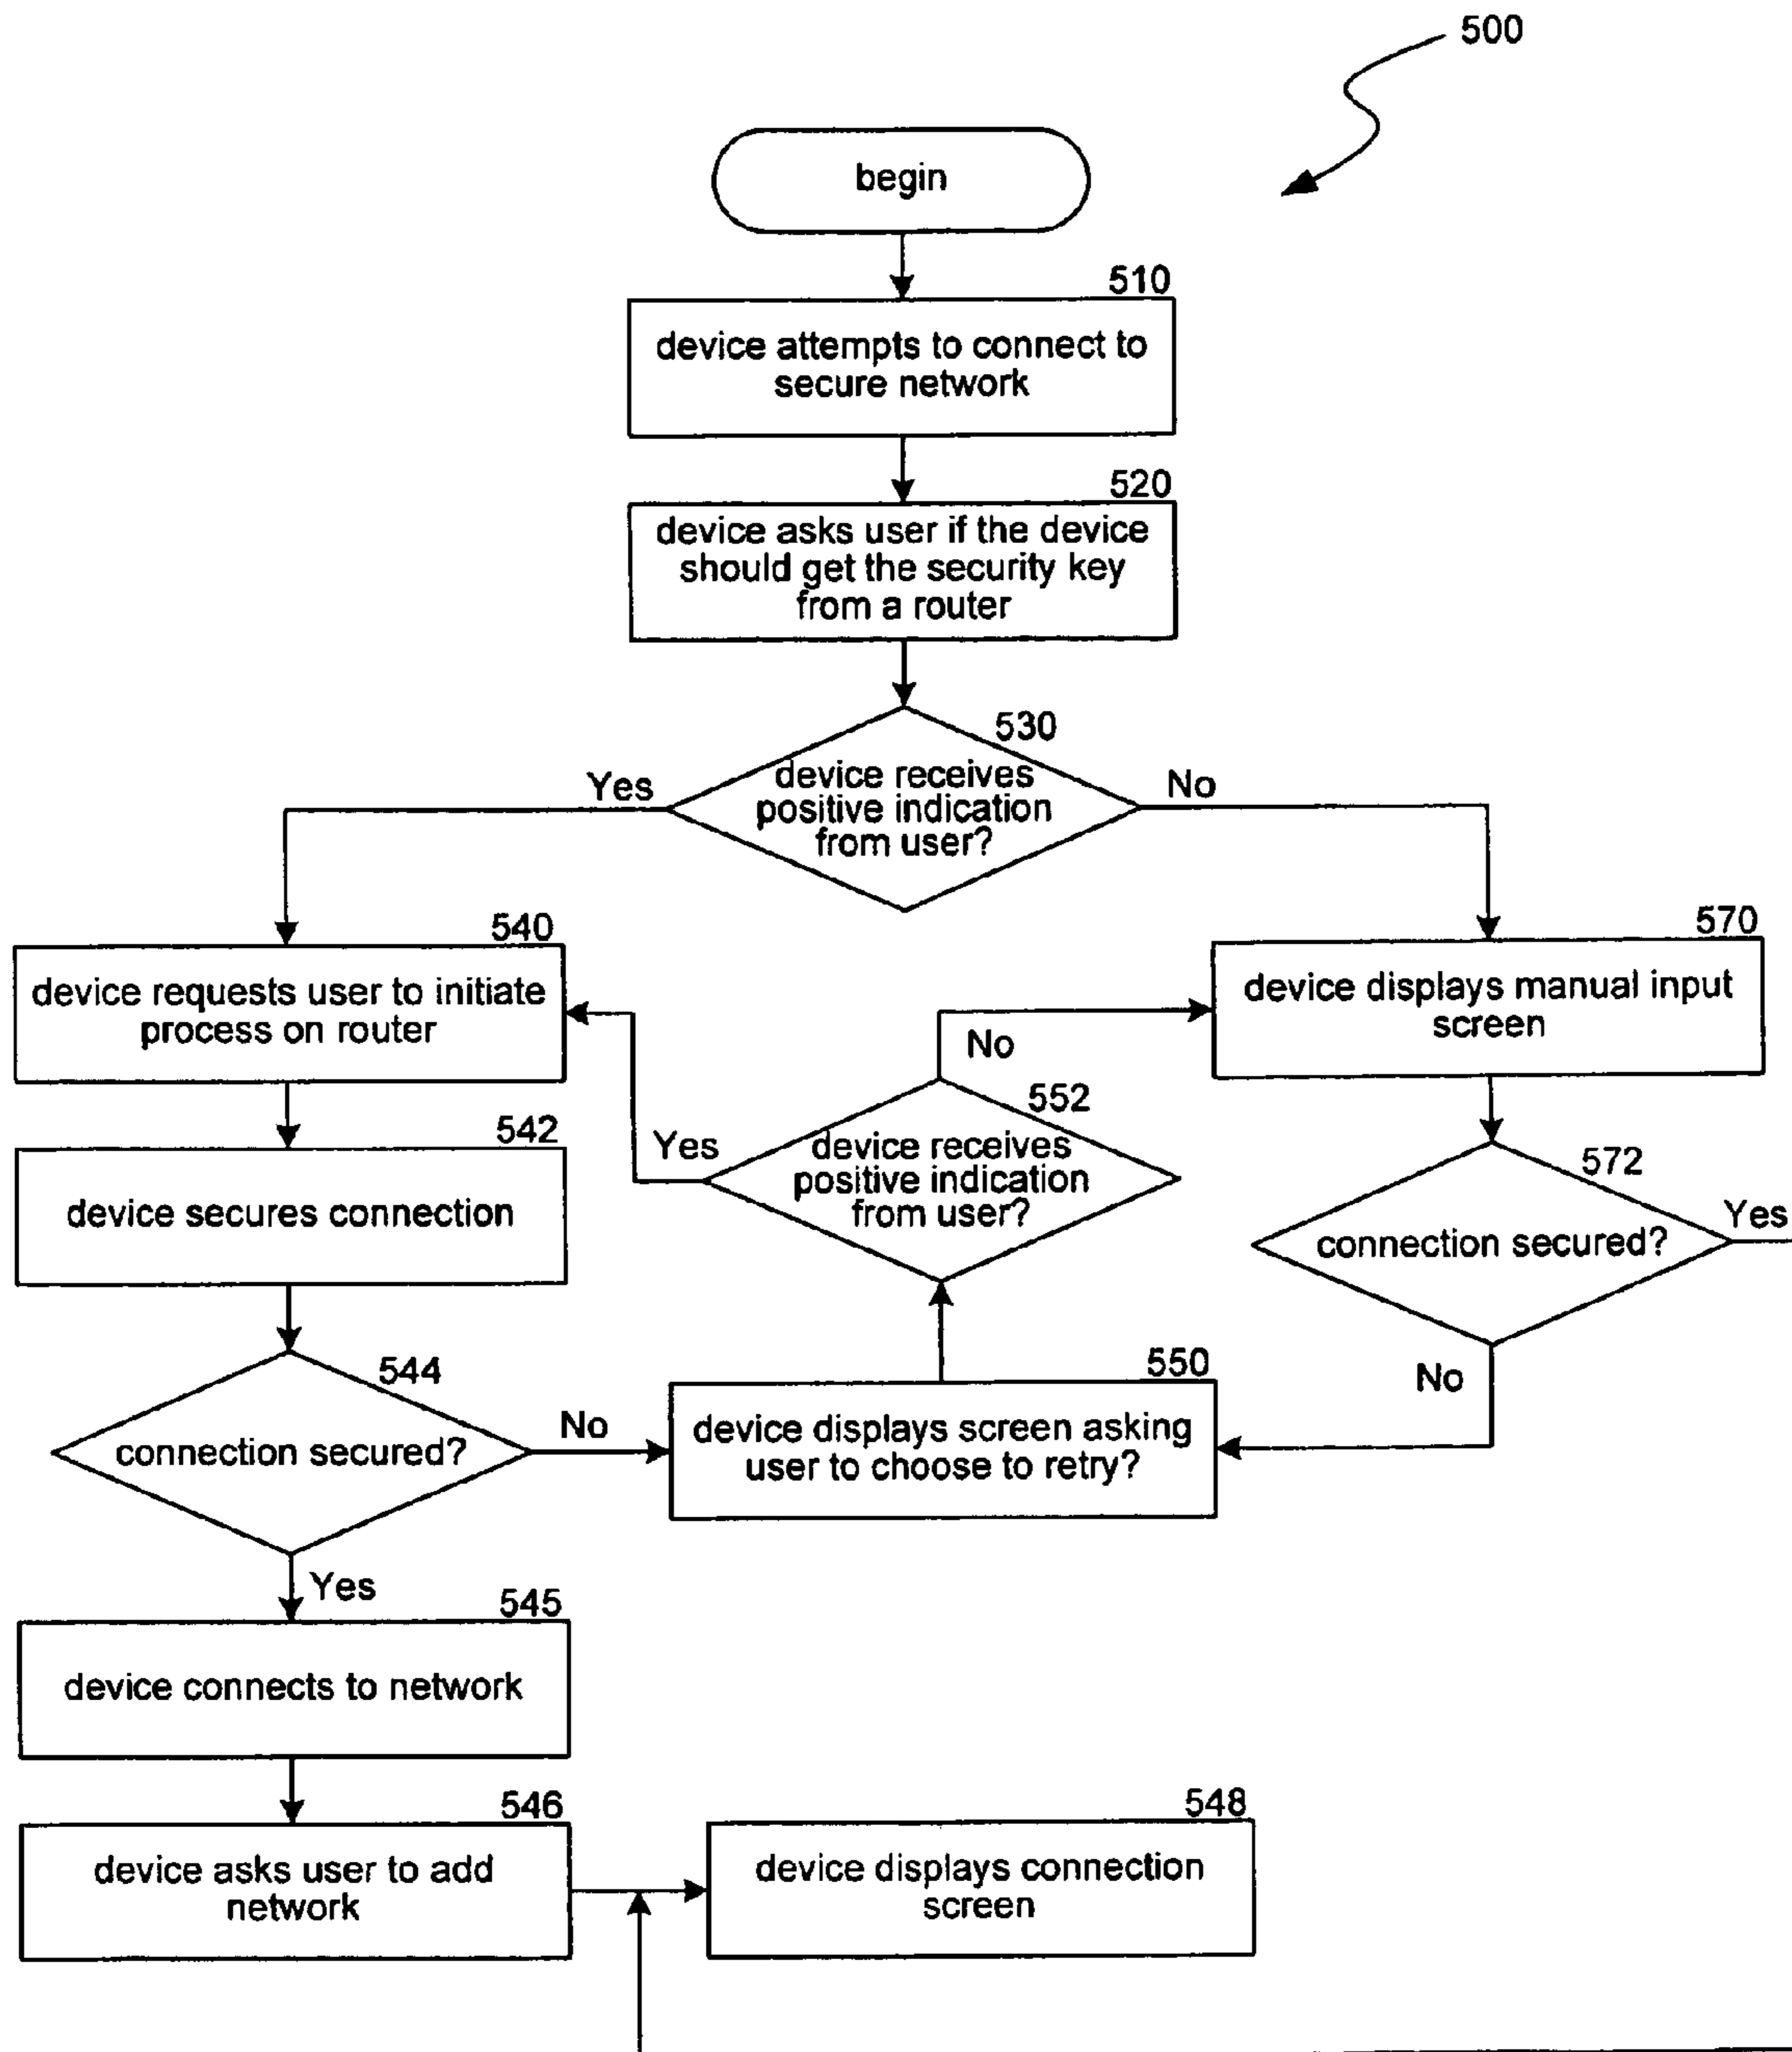 500
begin
510
device attempts to connect to
secure network
520
device asks user if the device
should get the security key
from a router
530
device receives
positive indication
from user?
Yes
No
540
device requests user to initiate
process on router
570
device displays manual input
screen
No
552
device receives
positive indication
from user?
Yes
542
device secures connection
572
connection secured?
Yes
No
544
connection secured?
No
Yes
550
device displays screen asking
user to choose to retry?
545
device connects to network
546
device asks user to add
network
548
device displays connection
screen